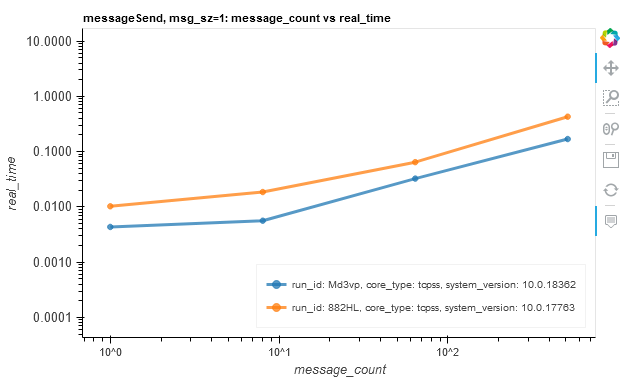 messageSend, msg_sz=1: message_count vs real_time
10.0000
1.0000
0.1000
0.0100
0.0010
0.0001
real_time
run_id: Md3vp, core_type: tcpss, system_version: 10.0.18362
run_id: 882HL, core_type: tcpss, system_version: 10.0.17763
10^0
10^1
10^2
message_count